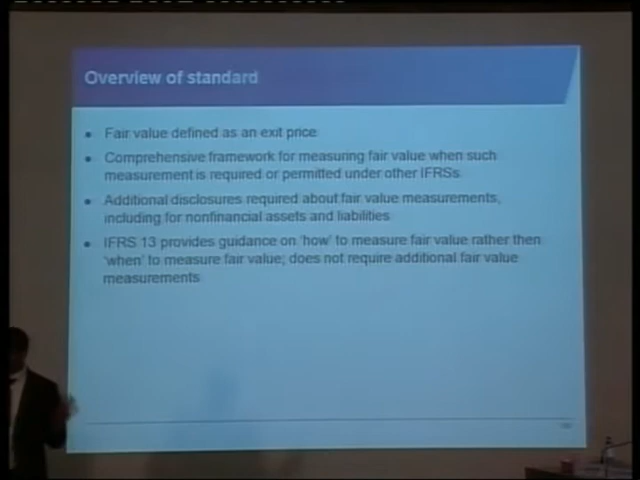 Overview of standard
Fair value defined as an exit price
Comprehensive framework for measuring fair value when such
measurement is required or permitted under other IFRSs
Additional disclosures required about fair value measurements,
including for nonfinancial assets and liabilities
IFRS 13 provides guidance on 'how' to measure fair value rather then
'when' to measure fair value; does not require additional fair value
measurements